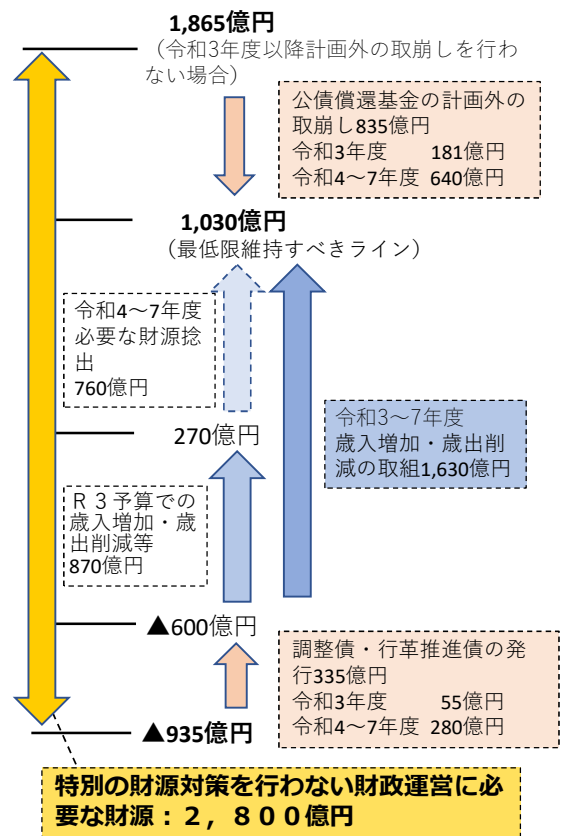 1,865億円
（令和3年度以降計画外の取崩しを行わ
ない場合）
公債償還基金の計画外の
取崩し835億円
令和3年度 181億円
令和4～7年度 640億円
1,030億円
（最低限維持すべきライン）
令和4～7年度
必要な財源捻
出
760億円
270億円
令和3～7年度
歳入増加・歳出削
減の取組1,630億円
Ｒ３予算での
歳入増加・歳
出削減等
870億円
▲600億円
調整債・行革推進債の発
行335億円
令和3年度 55億円
令和4～7年度 280億円
▲935億円
特別の財源対策を行わない財政運営に必
要な財源：２，８００億円